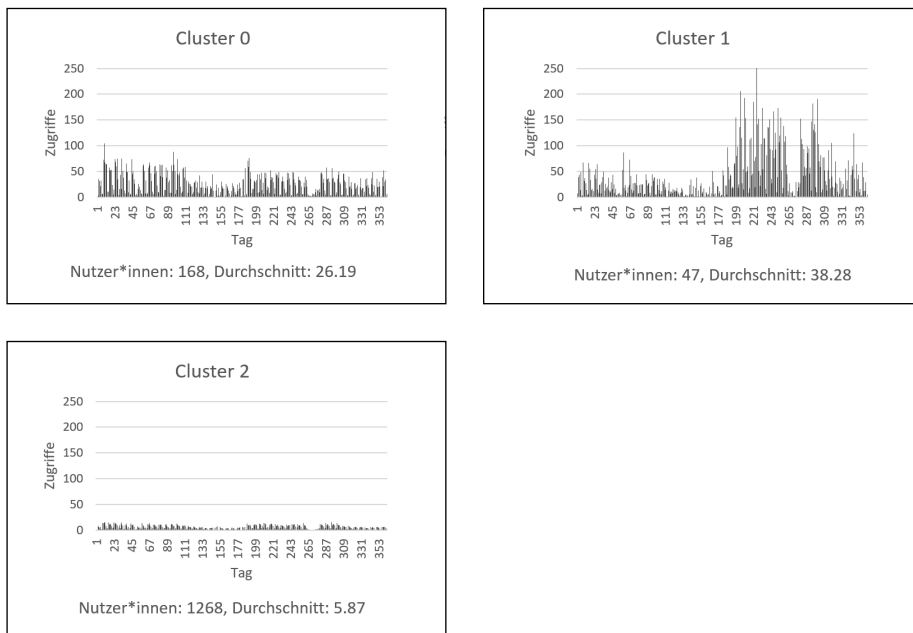 Cluster 0
250
200
150
100
50
0
Zugriffe
1 23 45 67 89 111 133 155 177 199 221 243 265 287 309 331 353
Tag
Nutzer*innen: 168, Durchschnitt: 26.19
Cluster 1
250
200
150
100
50
0
Zugriffe
1 23 45 67 89 111 133 155 177 199 221 243 265 287 309 331 353
Tag
Nutzer*innen: 47, Durchschnitt: 38.28
Cluster 2
250
200
150
100
50
0
Zugriffe
1 23 45 67 89 111 133 155 177 199 221 243 265 287 309 331 353
Tag
Nutzer*innen: 1268, Durchschnitt: 5.87